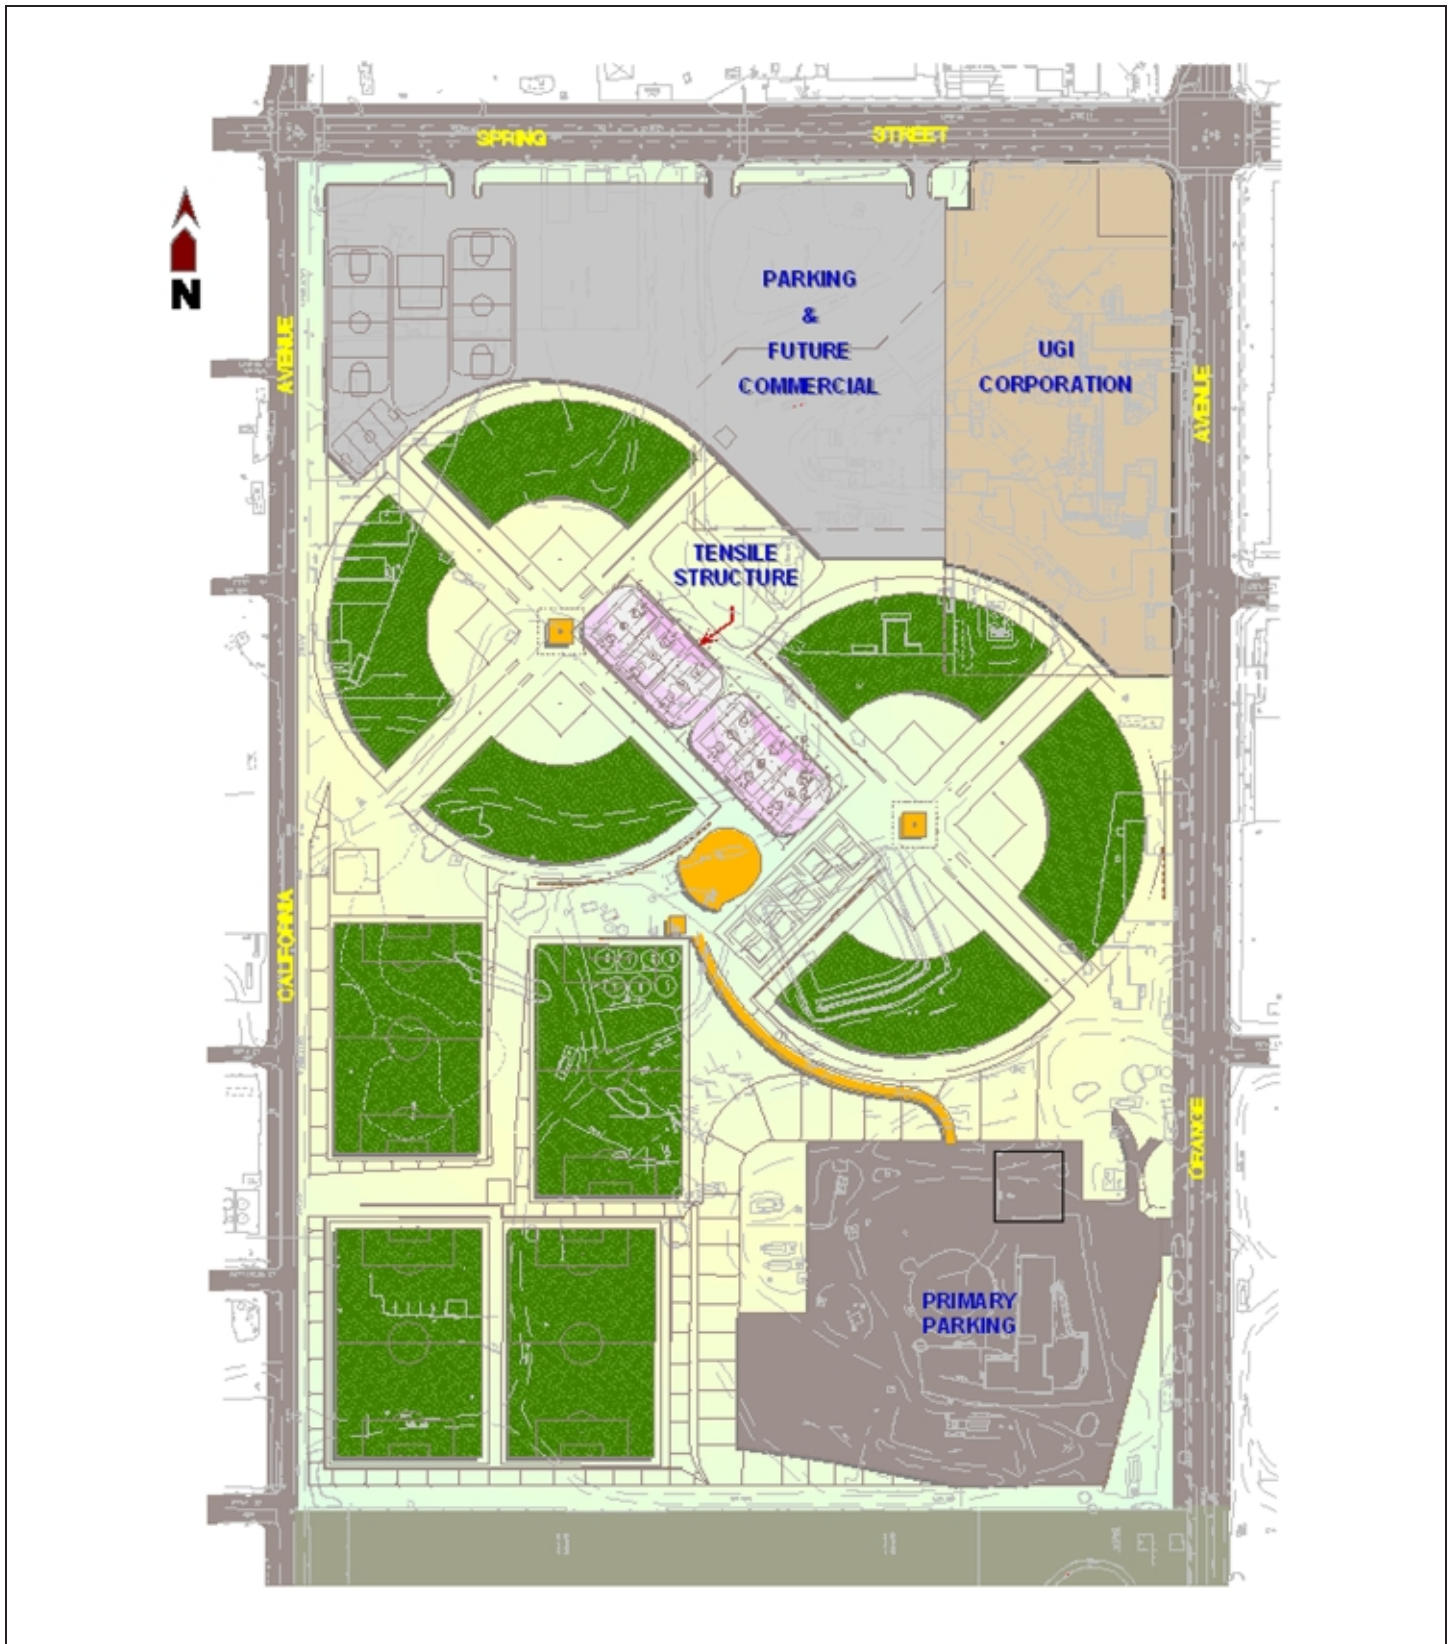 SPRING STREET
N
AVENUE
PARKING
&
FUTURE
COMMERCIAL
UGI
CORPORATION
AVENUE
TENSILE
STRUCTURE
CALIFORNIA
ORANGE
PRIMARY
PARKING